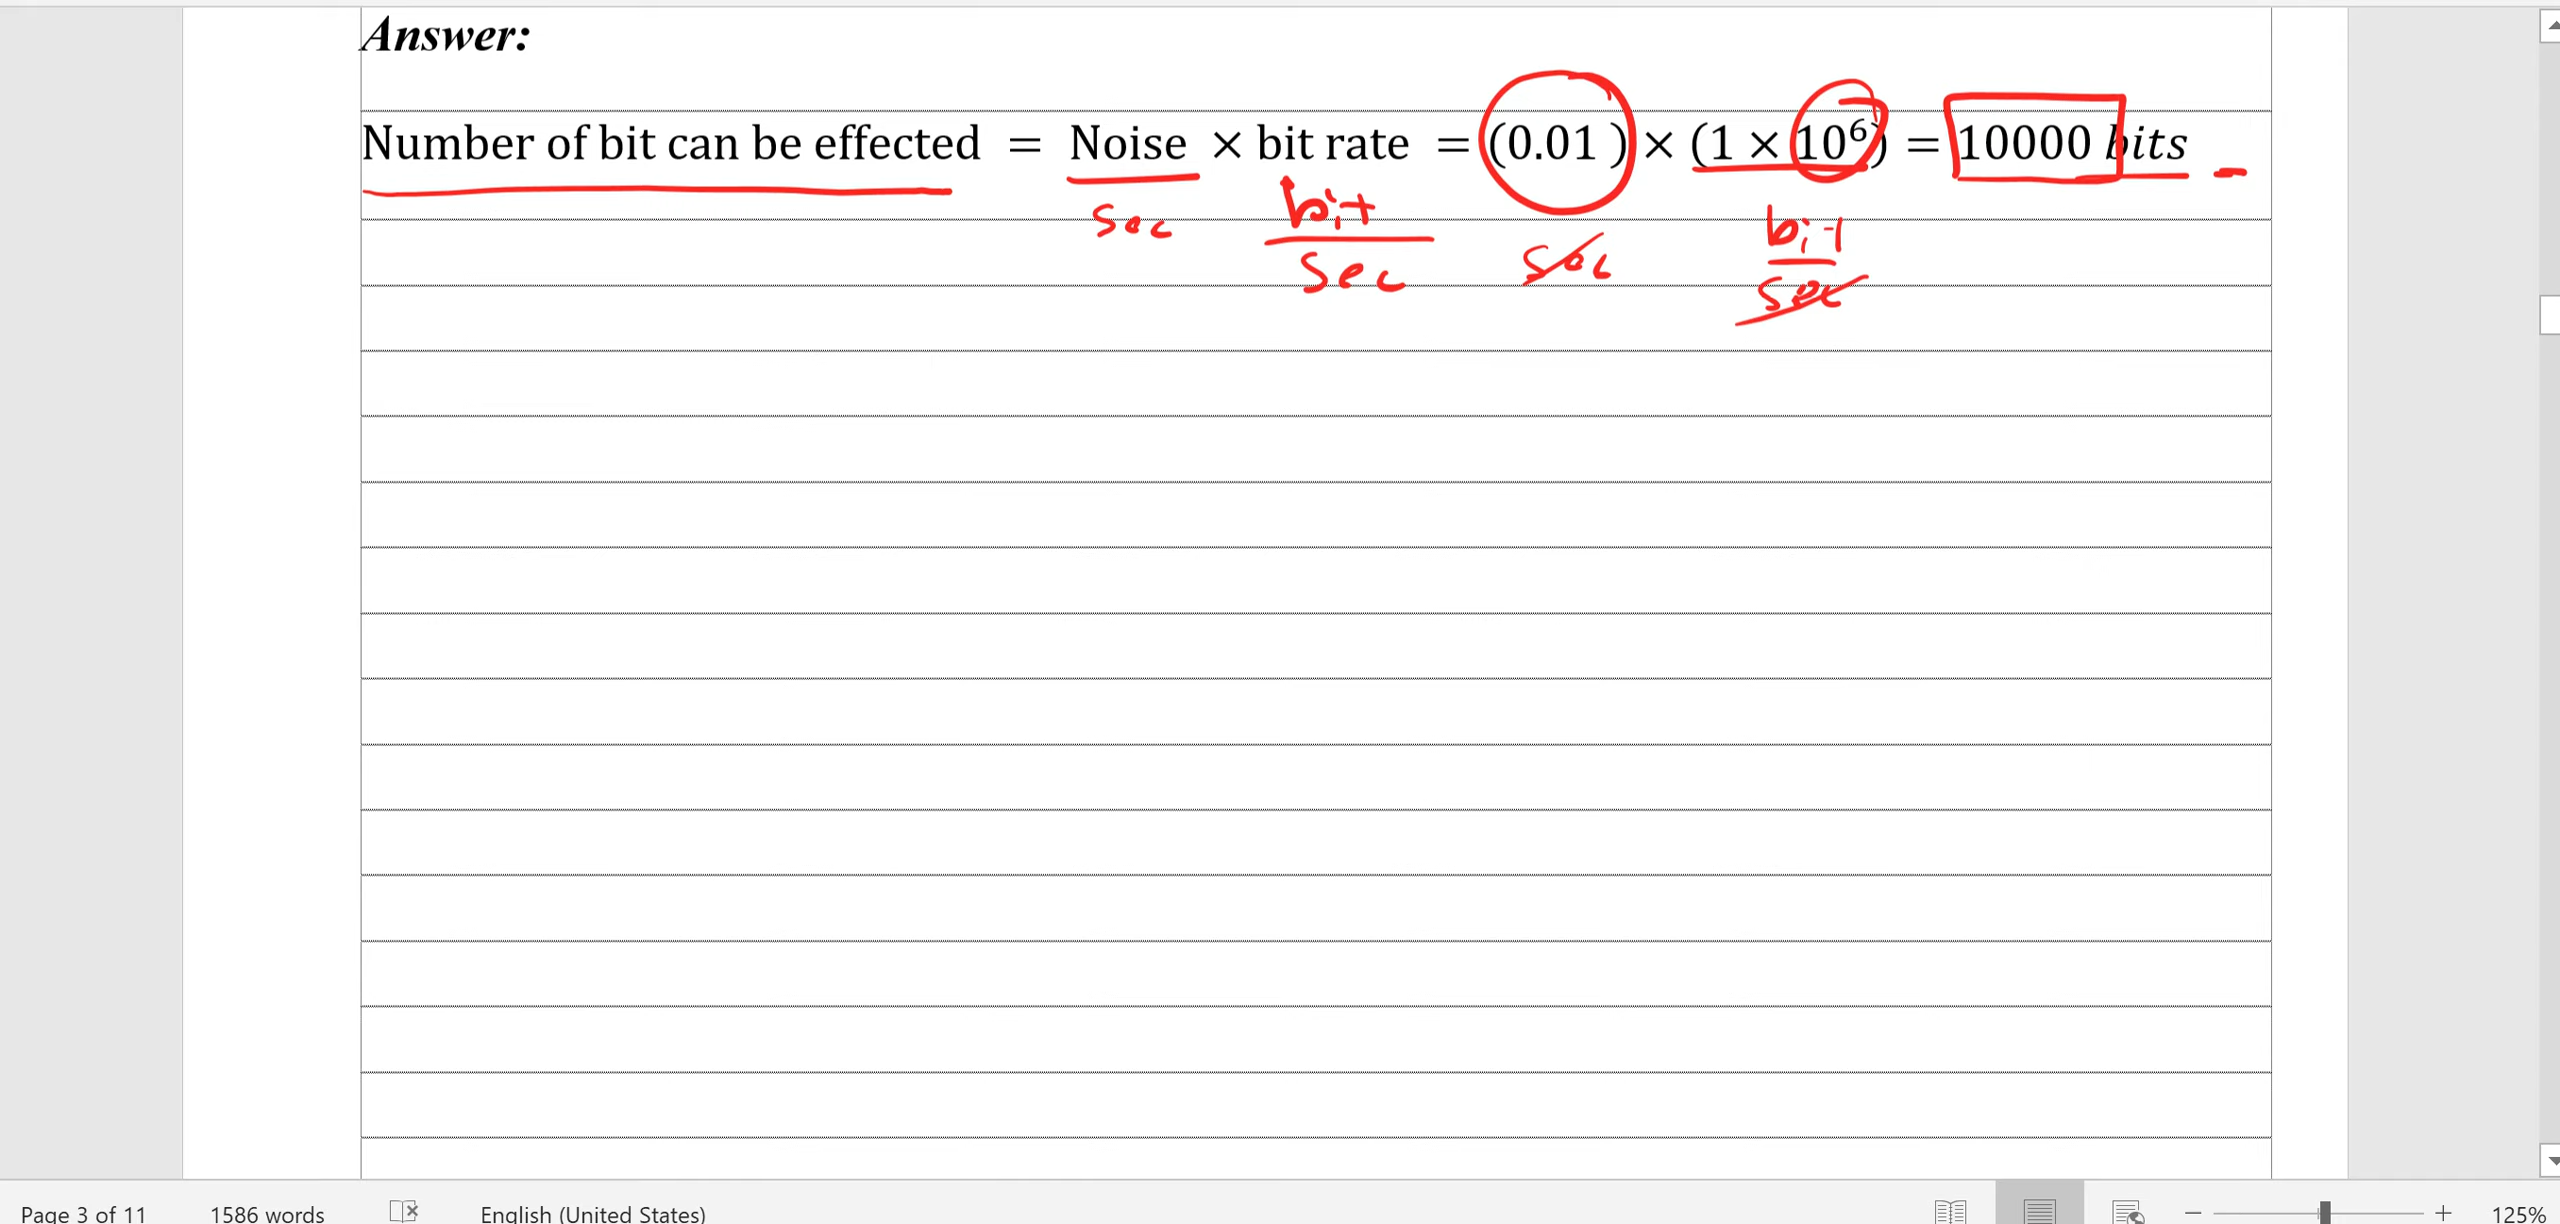 Answer:
Number of bit can be effected = Noise × bit rate = (0.01 ) × (1 × 10⁶) = 10000 bits
sec bit sec bit
sec sec
Page 3 of 11 1586 words English (United States) 125%